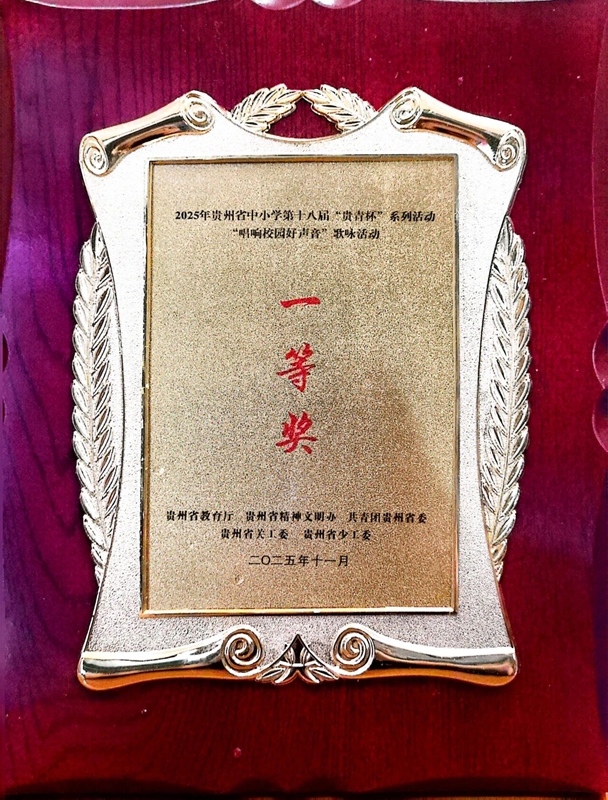 2025年贵州省中小学第十八届“贵青杯”系列活动
“唱响校园好声音”歌咏活动
一
等
奖
贵州省教育厅 贵州省精神文明办 共青团贵州省委
贵州省关工委 贵州省少工委
二〇二五年十一月